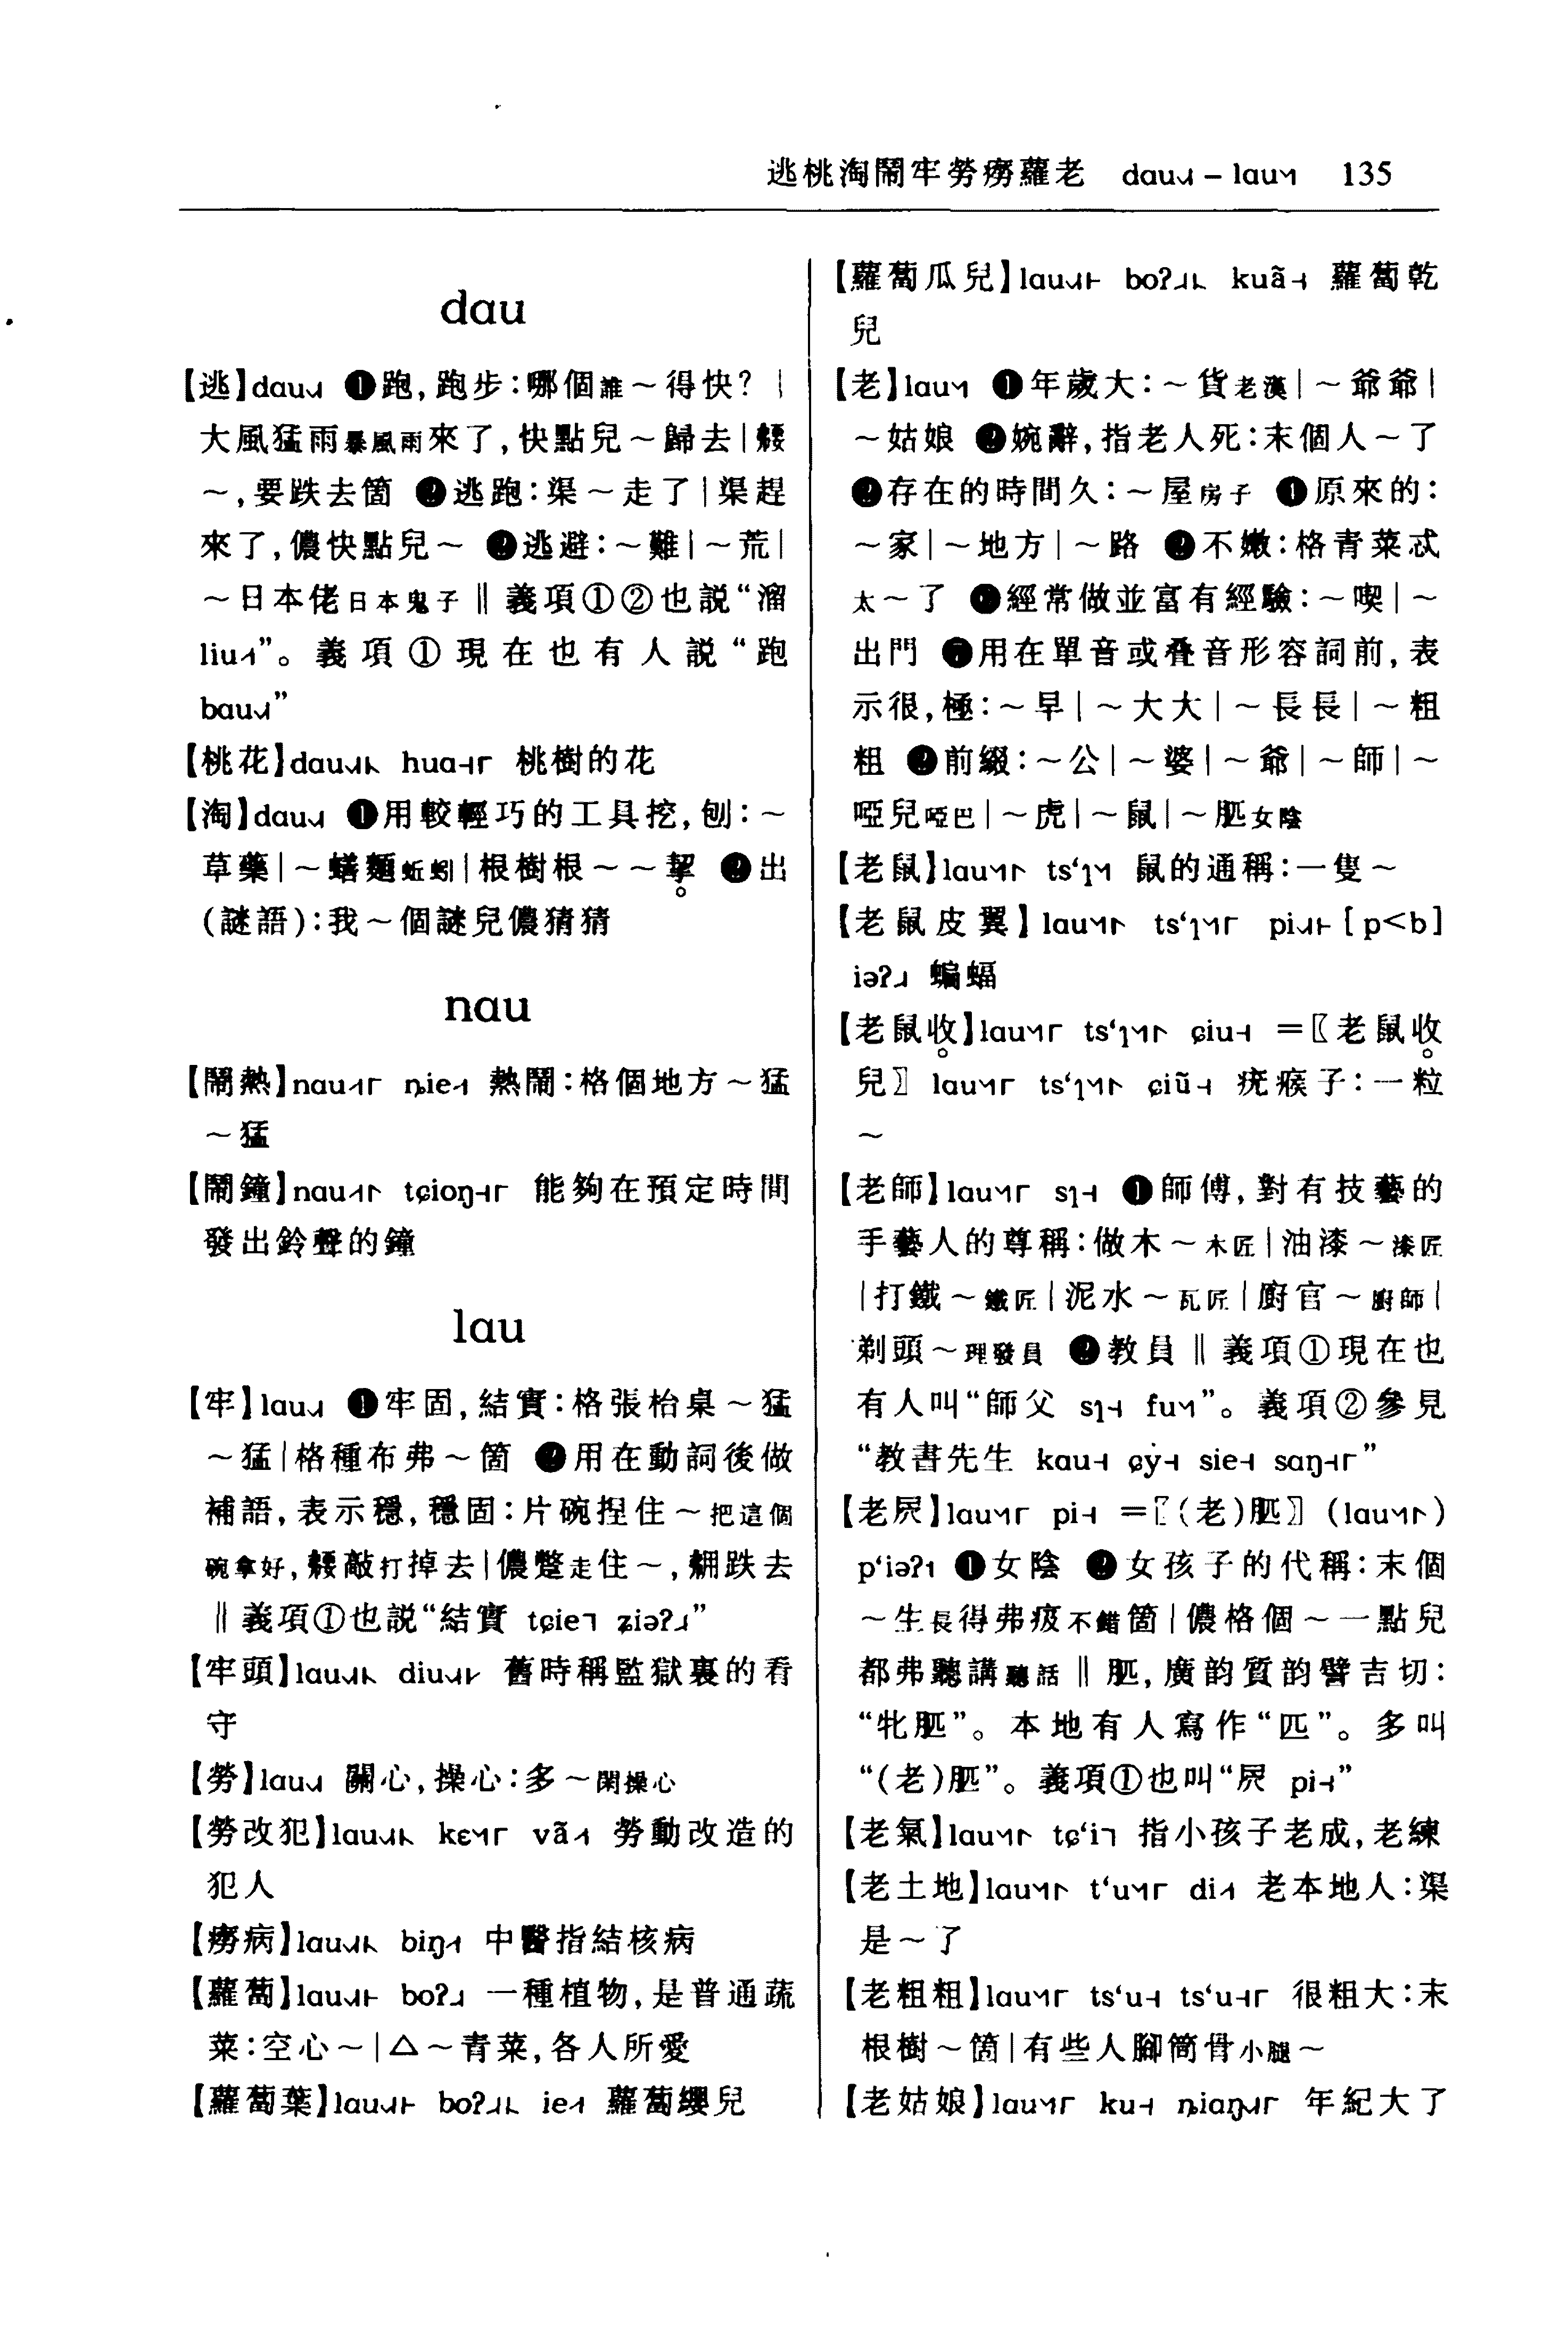 逃桃淘鬧牢勞癆蘿老 dau – lau 135
dau
【逃】dau ❶跑,跑步:哪個誰～得快? |
大風猛雨暴風雨來了,快點兒～歸去|
～,要跌去箇 ❷逃跑:渠～走了|渠趕
來了,儂快點兒～ ❸逃避:～難|～荒|
～日本佬日本鬼子 ‖ 義項①②也説“溜
liu”。義項①現在也有人説“跑
bau”
【桃花】dau hua 桃樹的花
【淘】dau ❶用較輕巧的工具挖,刨:～
草藥|～蚯蚓|根樹根～～挈 ❷出
(謎語):我～個謎兒儂猜猜
nau
【鬧熱】nau ȵie 熱鬧:格個地方～猛
～猛
【鬧鐘】nau tɕioŋ 能夠在預定時間
發出鈴聲的鐘
lau
【牢】lau ❶牢固,結實:格張枱桌～猛
～猛|格種布弗～箇 ❷用在動詞後做
補語,表示穩,穩固:片碗捏住～把這個
碗拿好,敲打掉去|儂蹩走住～,跌去
‖ 義項①也説“結實 tɕie ʑiəʔ”
【牢頭】lau diu 舊時稱監獄裏的看
守
【勞】lau 關心,操心:多～閑操心
【勞改犯】lau kɛ vã 勞動改造的
犯人
【癆病】lau biŋ 中醫指結核病
【蘿蔔】lau boʔ 一種植物,是普通蔬
菜:空心～|△～青菜,各人所愛
【蘿蔔葉】lau boʔ ie 蘿蔔纓兒
【蘿蔔瓜兒】lau boʔ kuã 蘿蔔乾
兒
【老】lau ❶年歲大:～貨老漢|～爺爺|
～姑娘 ❷婉辭,指老人死:末個人～了
❸存在的時間久:～屋房子 ❹原來的:
～家|～地方|～路 ❺不嫩:格青菜忒
太～了 ❻經常做並富有經驗:～喫|～
出門 ❼用在單音或叠音形容詞前,表
示很,極:～早|～大大|～長長|～粗
粗 ❽前綴:～公|～婆|～爺|～師|～
啞兒啞巴|～虎|～鼠|～䏘女陰
【老鼠】lau tsʻɿ 鼠的通稱:一隻～
【老鼠皮翼】lau tsʻɿ pi[p<b]
iəʔ 蝙蝠
【老鼠收】lau tsʻɿ ɕiu =〖老鼠收
兒〗 lau tsʻɿ ɕiũ 疣瘊子:一粒
～
【老師】lau sɿ ❶師傅,對有技藝的
手藝人的尊稱:做木～木匠|油漆～漆匠
|打鐵～鐵匠|泥水～瓦匠|廚官～廚師|
剃頭～理發員 ❷教員 ‖ 義項①現在也
有人叫“師父 sɿ fu”。義項②參見
“教書先生 kau ɕy sie saŋ”
【老屄】lau pi =〖(老)䏘〗 (lau)
pʻiəʔ ❶女陰 ❷女孩子的代稱:末個
～生長得弗疲不錯箇|儂格個～一點兒
都弗聽講聽話 ‖ 䏘,廣韵質韵譬吉切:
“牝䏘”。本地有人寫作“匹”。多叫
“(老)䏘”。義項①也叫“屄 pi”
【老氣】lau tɕʻi 指小孩子老成,老練
【老土地】lau tʻu di 老本地人:渠
是～了
【老粗粗】lau tsʻu tsʻu 很粗大:末
根樹～箇|有些人腳筒骨小腿～
【老姑娘】lau ku ȵiaŋ 年紀大了